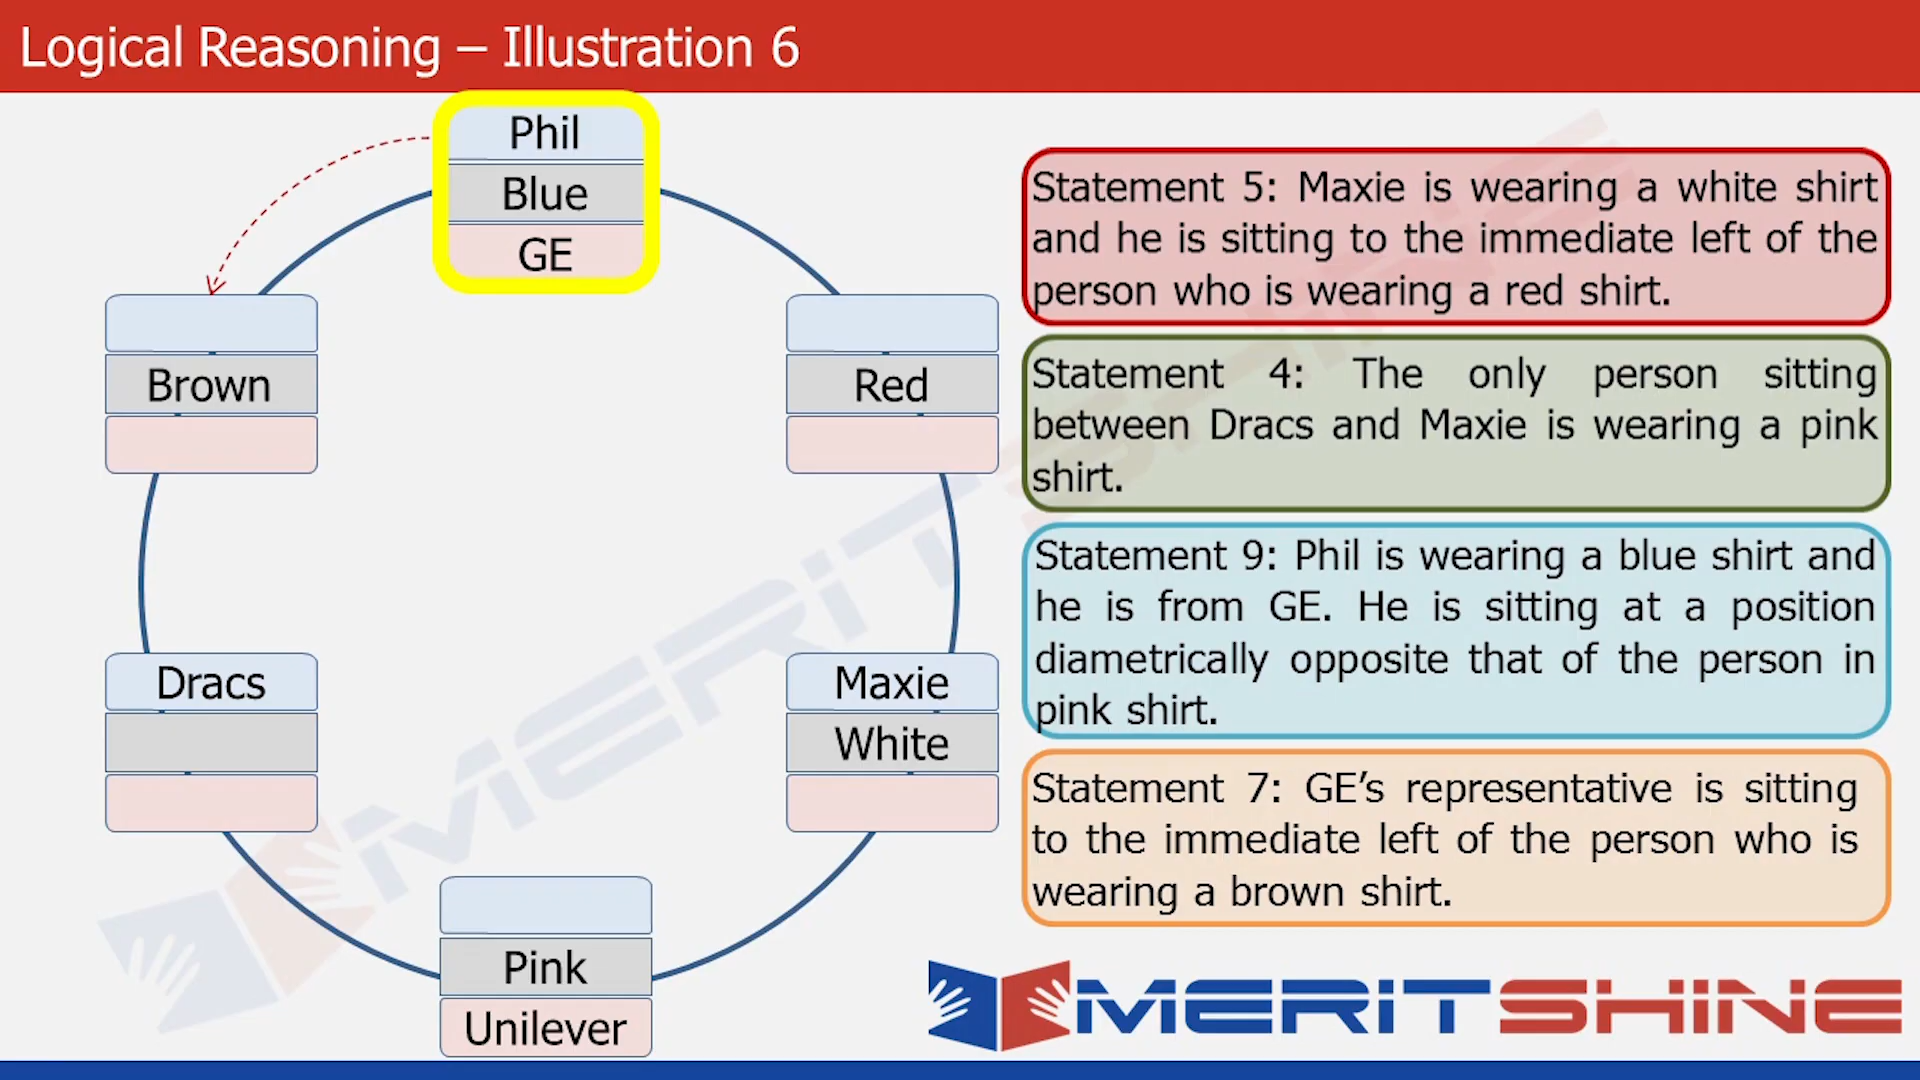 Logical Reasoning – Illustration 6
Phil
Blue
GE
Brown
Red
Dracs
Maxie
White
Pink
Unilever
Statement 5: Maxie is wearing a white shirt
and he is sitting to the immediate left of the
person who is wearing a red shirt.
Statement 4: The only person sitting
between Dracs and Maxie is wearing a pink
shirt.
Statement 9: Phil is wearing a blue shirt and
he is from GE. He is sitting at a position
diametrically opposite that of the person in
pink shirt.
Statement 7: GE’s representative is sitting
to the immediate left of the person who is
wearing a brown shirt.
MERiTSHINE
MERiTSHINE